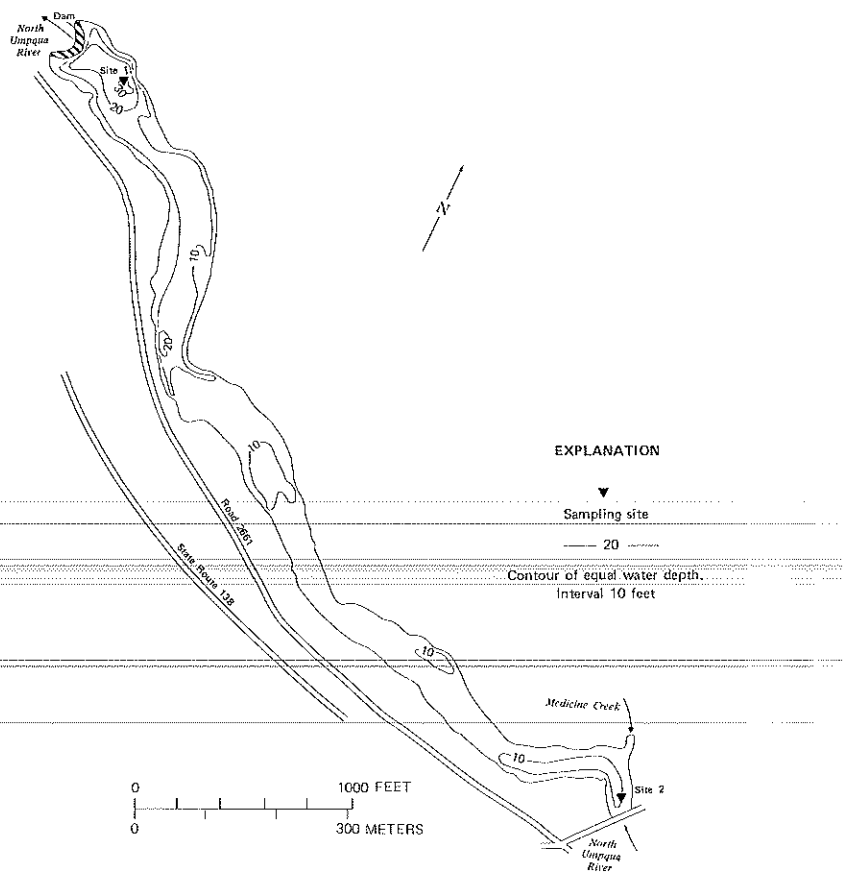 Dam
North
Umpqua
River
Site 1
30
20
N
10
20
10
EXPLANATION
Sampling site
20
Contour of equal water depth.
Interval 10 feet
Road 2661
State Route 138
10
Medicine Creek
10
Site 2
0 1000 FEET
0 300 METERS
North
Umpqua
River